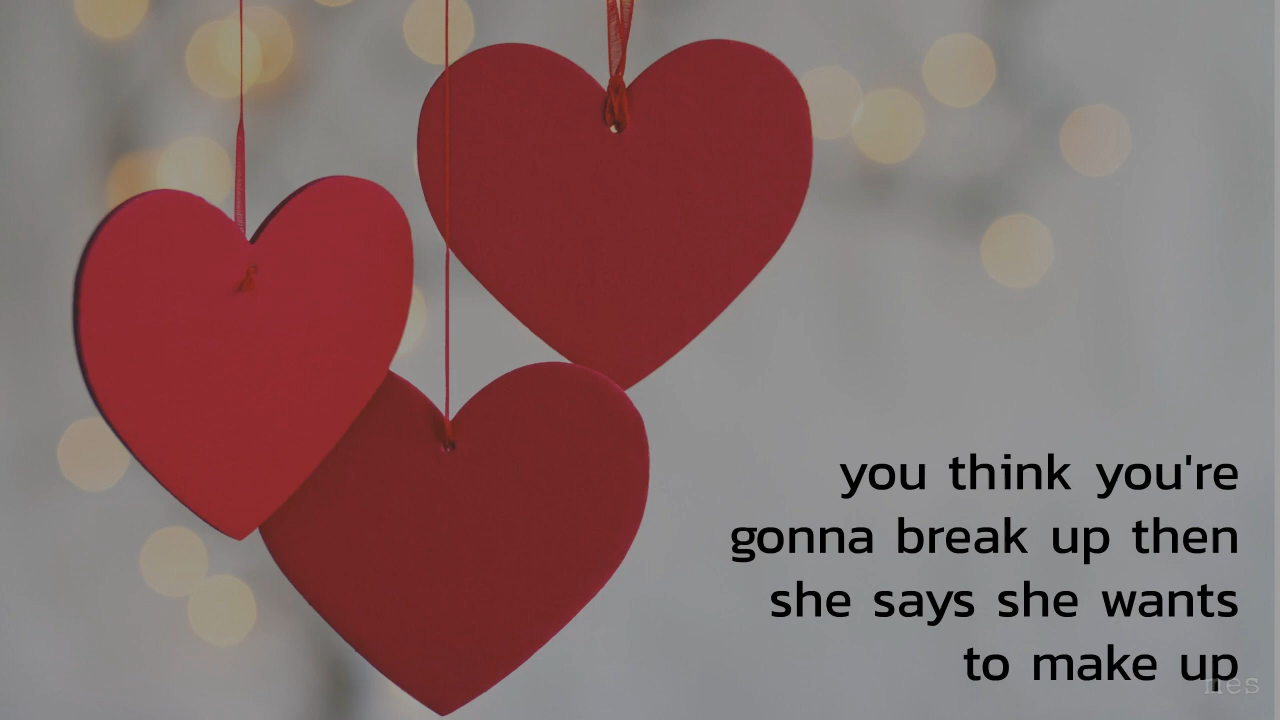 you think you're
gonna break up then
she says she wants
to make up